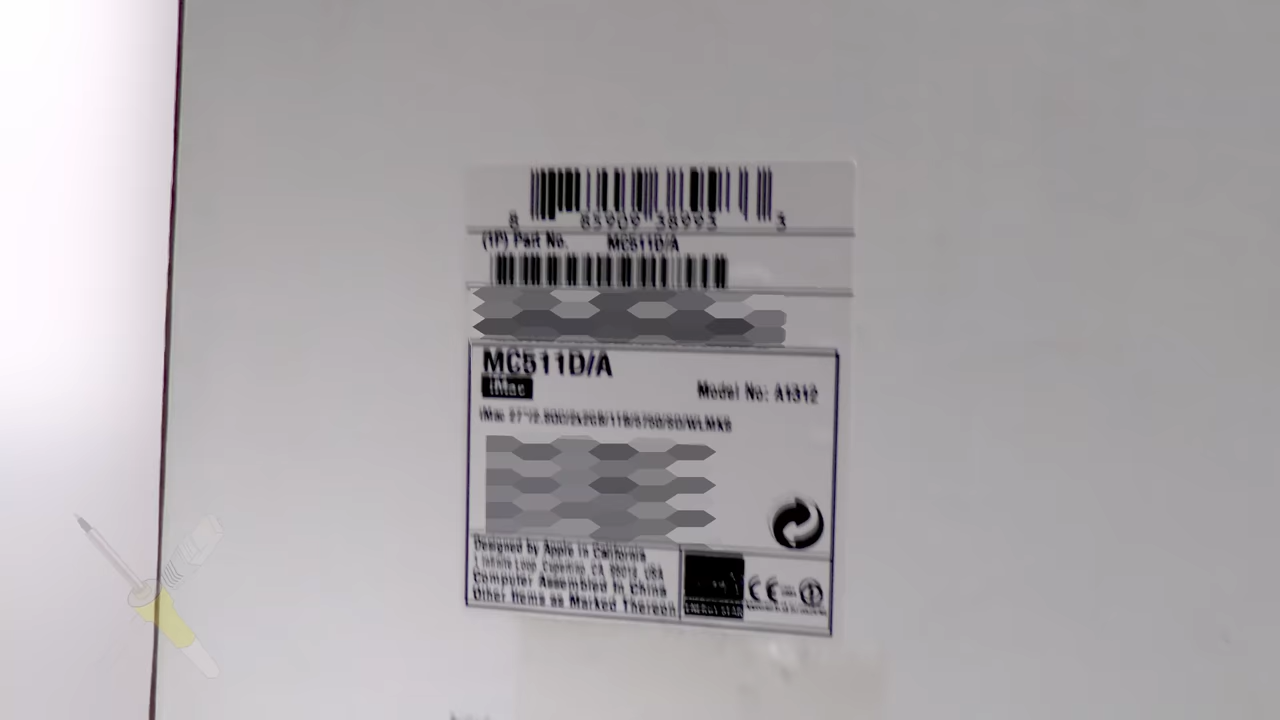 8 85909 38993 3
(1P) Part No. MC511D/A
MC511D/A
iMac
Model No: A1312
iMac 27"/2.8QC/2x2GB/1TB/5750/SD/WLMKB
Designed by Apple in California
1 Infinite Loop, Cupertino, CA 95014, USA
Computer Assembled in China
Other Items as Marked Thereon
ENERGY STAR
CE